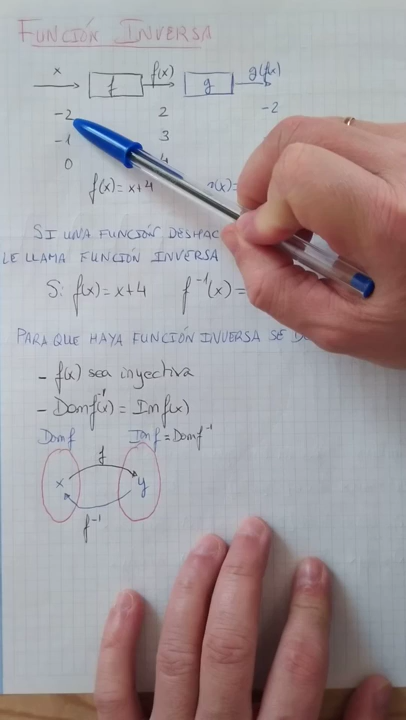 FUNCIÓN INVERSA
x f f(x) g g(f(x))
-2 2 -2
-1 3
0 4
f(x)=x+4
SI UNA FUNCIÓN
LE LLAMA FUNCIÓN INVERSA
Si f(x)=x+4 f⁻¹(x)=
PARA QUE HAYA FUNCIÓN INVERSA SE
- f(x) sea inyectiva
- Dom f⁻¹(x) = Im f(x)
Dom f Im f = Dom f⁻¹
f
x y
f⁻¹